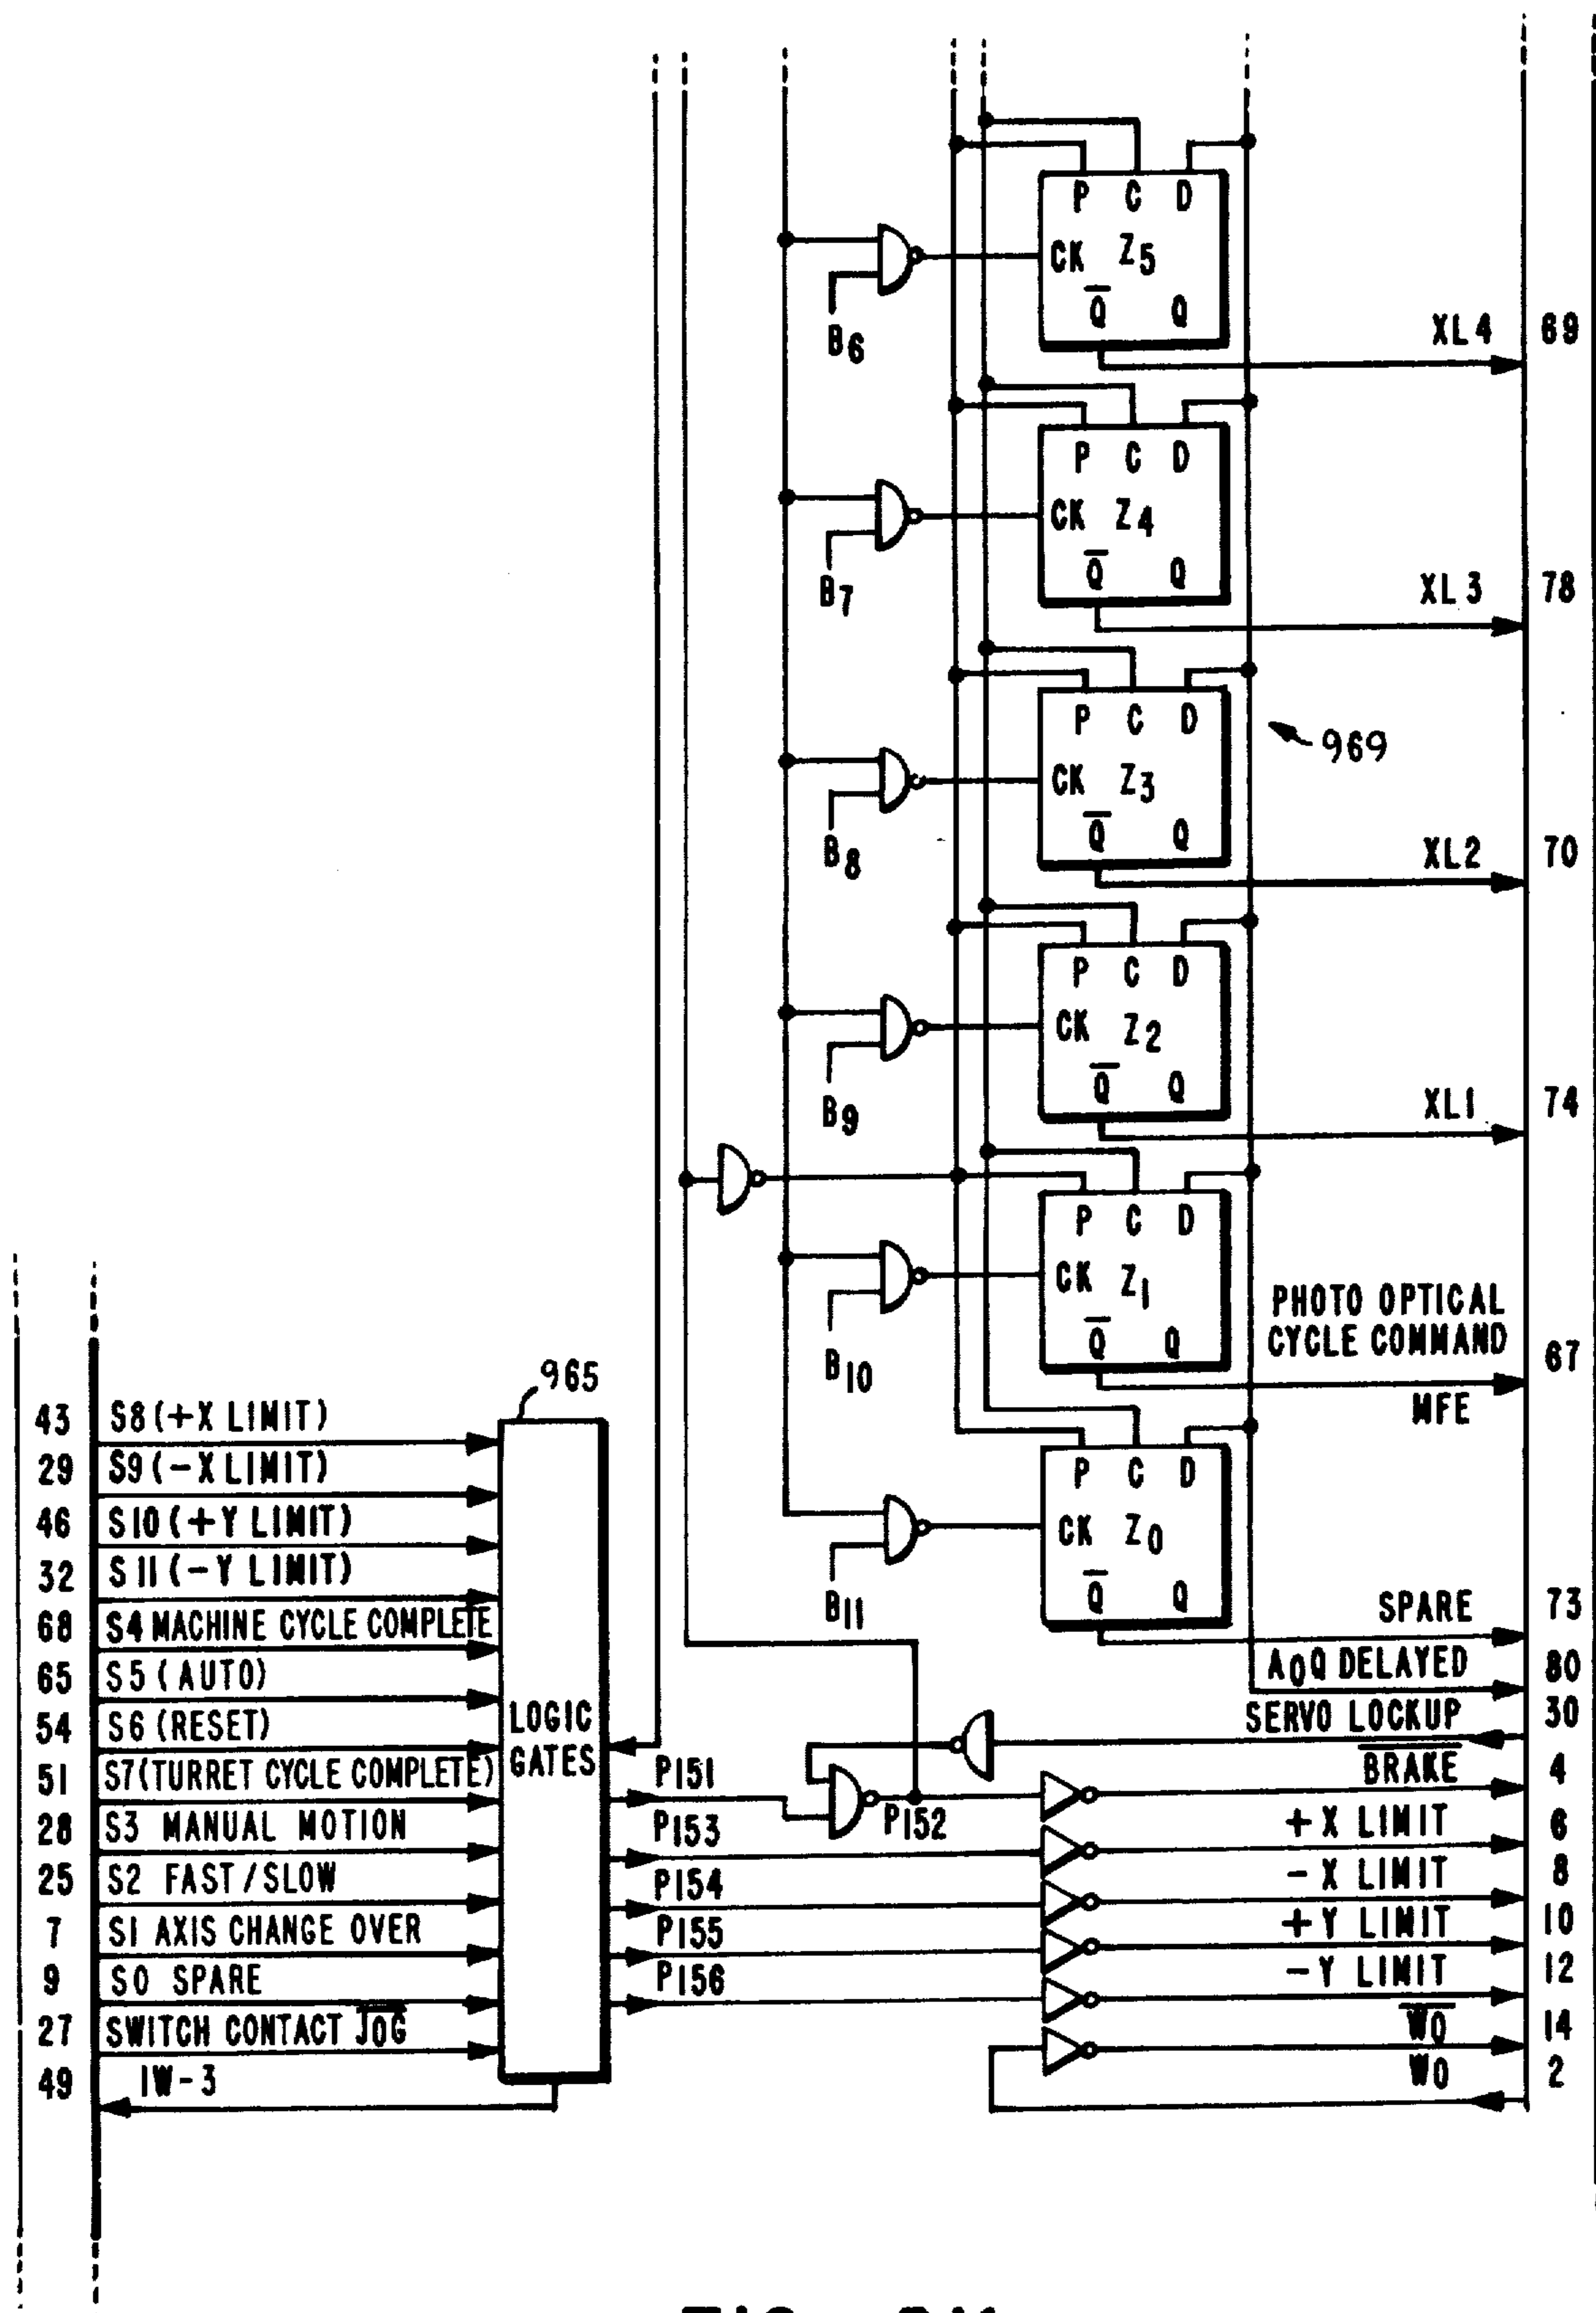 P C D
CK Z5
Q̅ Q
B6
XL4 69
P C D
CK Z4
Q̅ Q
B7
XL3 78
P C D
CK Z3
Q̅ Q
969
B8
XL2 70
P C D
CK Z2
Q̅ Q
B9
XL1 74
P C D
CK Z1
Q̅ Q
B10
PHOTO OPTICAL
CYCLE COMMAND
67
MFE
P C D
CK Z0
Q̅ Q
B11
SPARE 73
A0Q DELAYED 80
SERVO LOCKUP 30
B̅R̅A̅K̅E̅ 4
+X LIMIT 6
-X LIMIT 8
+Y LIMIT 10
-Y LIMIT 12
W̅0̅ 14
W0 2
965
43 S8 (+X LIMIT)
29 S9 (-X LIMIT)
46 S10 (+Y LIMIT)
32 S11 (-Y LIMIT)
68 S4 MACHINE CYCLE COMPLETE
65 S5 (AUTO)
54 S6 (RESET)
51 S7 (TURRET CYCLE COMPLETE)
28 S3 MANUAL MOTION
25 S2 FAST/SLOW
7 S1 AXIS CHANGE OVER
9 S0 SPARE
27 SWITCH CONTACT J̅O̅G̅
49 IW-3
LOGIC
GATES
P151
P152
P153
P154
P155
P156